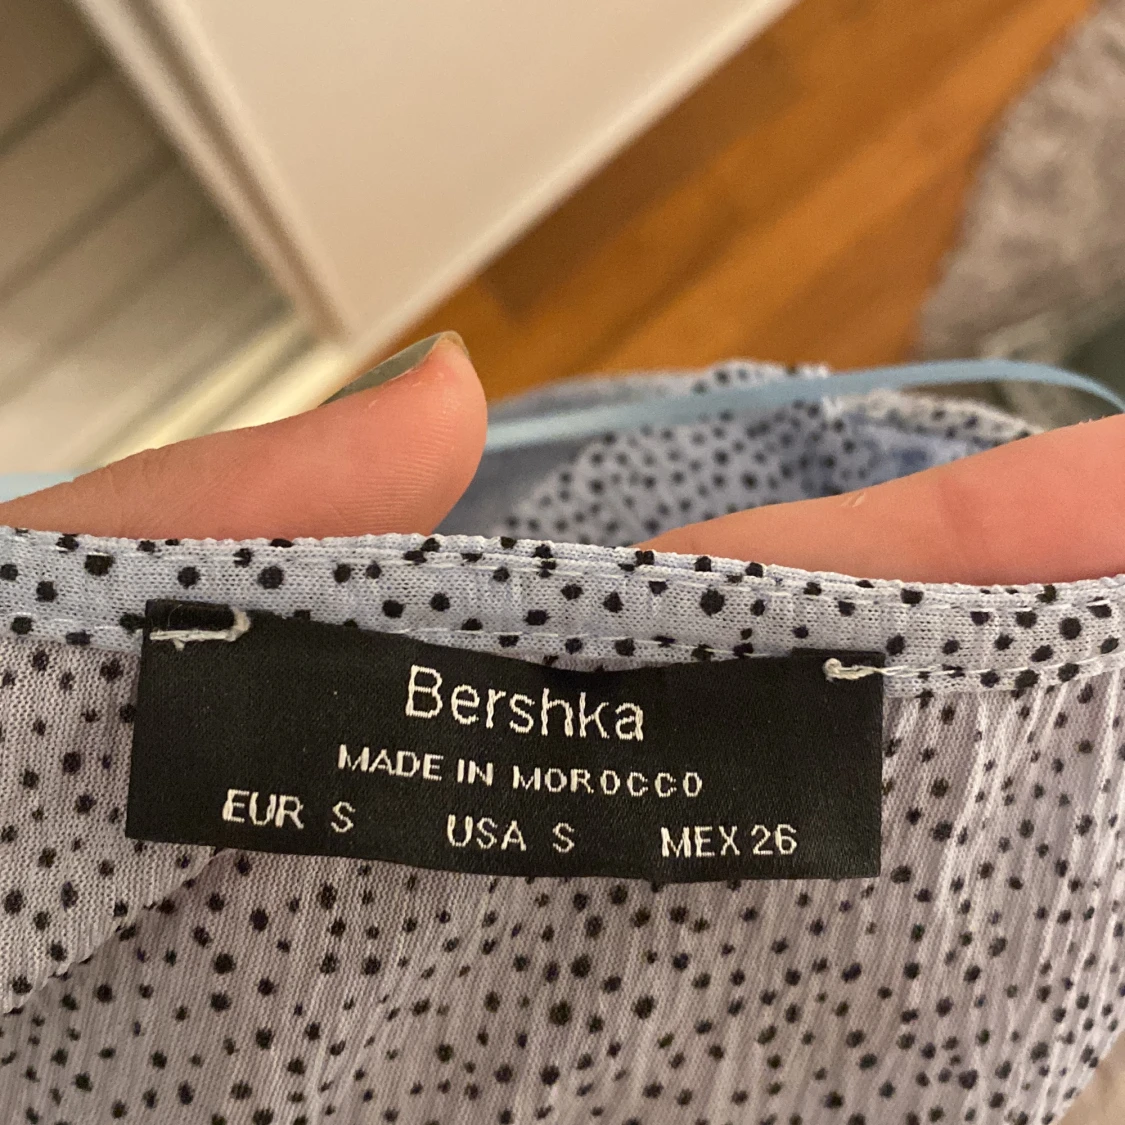 Bershka
MADE IN MOROCCO
EUR S USA S MEX 26